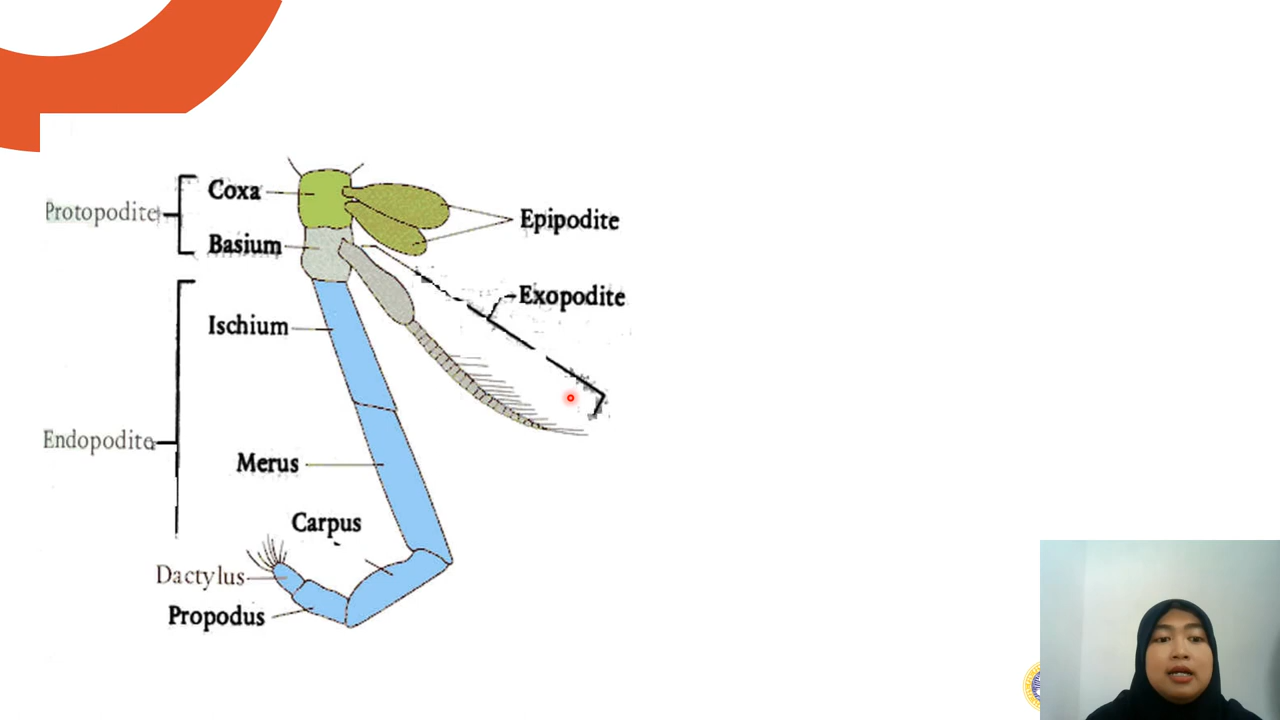 Coxa
Protopodite
Basium
Epipodite
Exopodite
Ischium
Endopodite
Merus
Carpus
Dactylus
Propodus